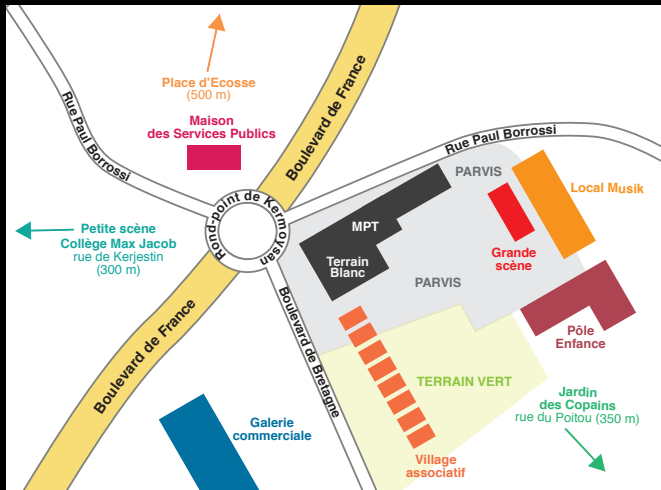 Place d'Ecosse
(500 m)
Maison
des Services Publics
Rue Paul Borrossi
Boulevard de France
Rue Paul Borrossi
PARVIS
Local Musik
MPT
Terrain
Blanc
Grande
scène
PARVIS
Rond-point de Kermoysan
Petite scène
Collège Max Jacob
rue de Kerjestin
(300 m)
Boulevard de France
Boulevard de Bretagne
Pôle
Enfance
TERRAIN VERT
Jardin
des Copains
rue du Poitou (350 m)
Galerie
commerciale
Village
associatif